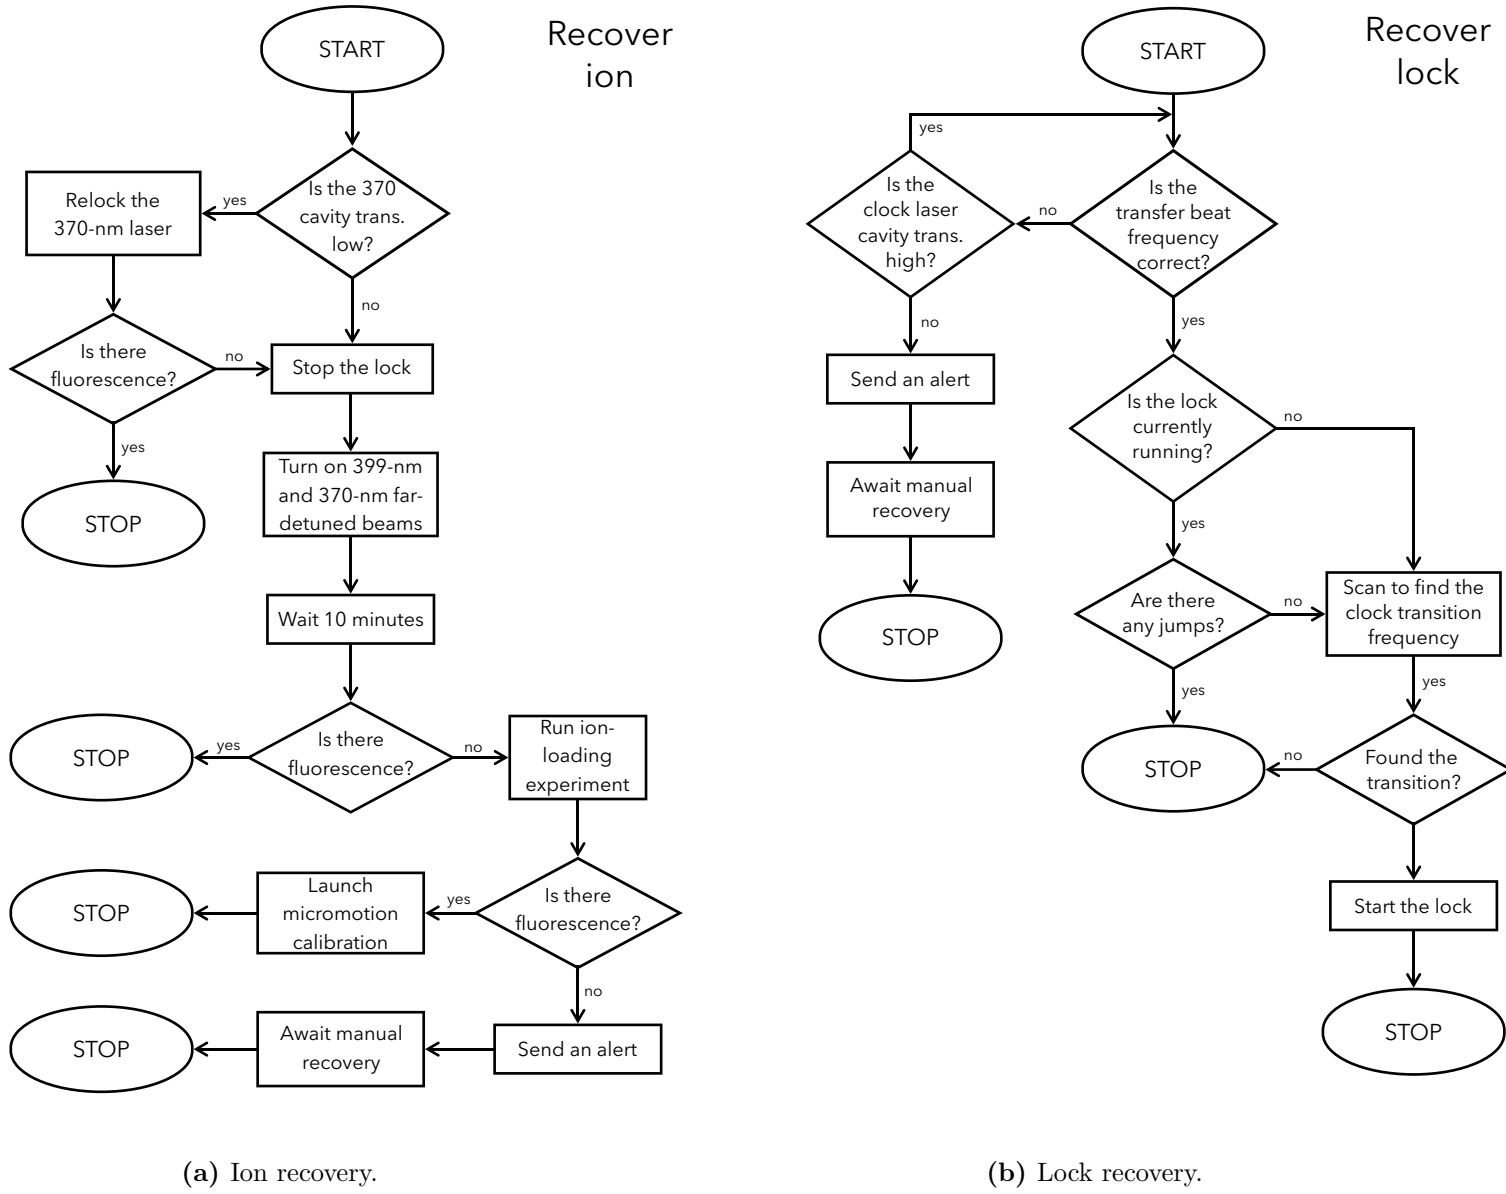 Recover
ion
START
Is the 370
cavity trans.
low?
yes
no
Relock the
370-nm laser
Is there
fluorescence?
no
yes
STOP
Stop the lock
Turn on 399-nm
and 370-nm far-
detuned beams
Wait 10 minutes
Is there
fluorescence?
yes
no
STOP
Run ion-
loading
experiment
Is there
fluorescence?
yes
no
Launch
micromotion
calibration
STOP
Send an alert
Await manual
recovery
STOP
(a) Ion recovery.
Recover
lock
START
Is the
transfer beat
frequency
correct?
no
yes
Is the
clock laser
cavity trans.
high?
yes
no
Send an alert
Await manual
recovery
STOP
Is the lock
currently
running?
no
yes
Are there
any jumps?
no
yes
Scan to find the
clock transition
frequency
yes
Found the
transition?
no
STOP
Start the lock
STOP
(b) Lock recovery.